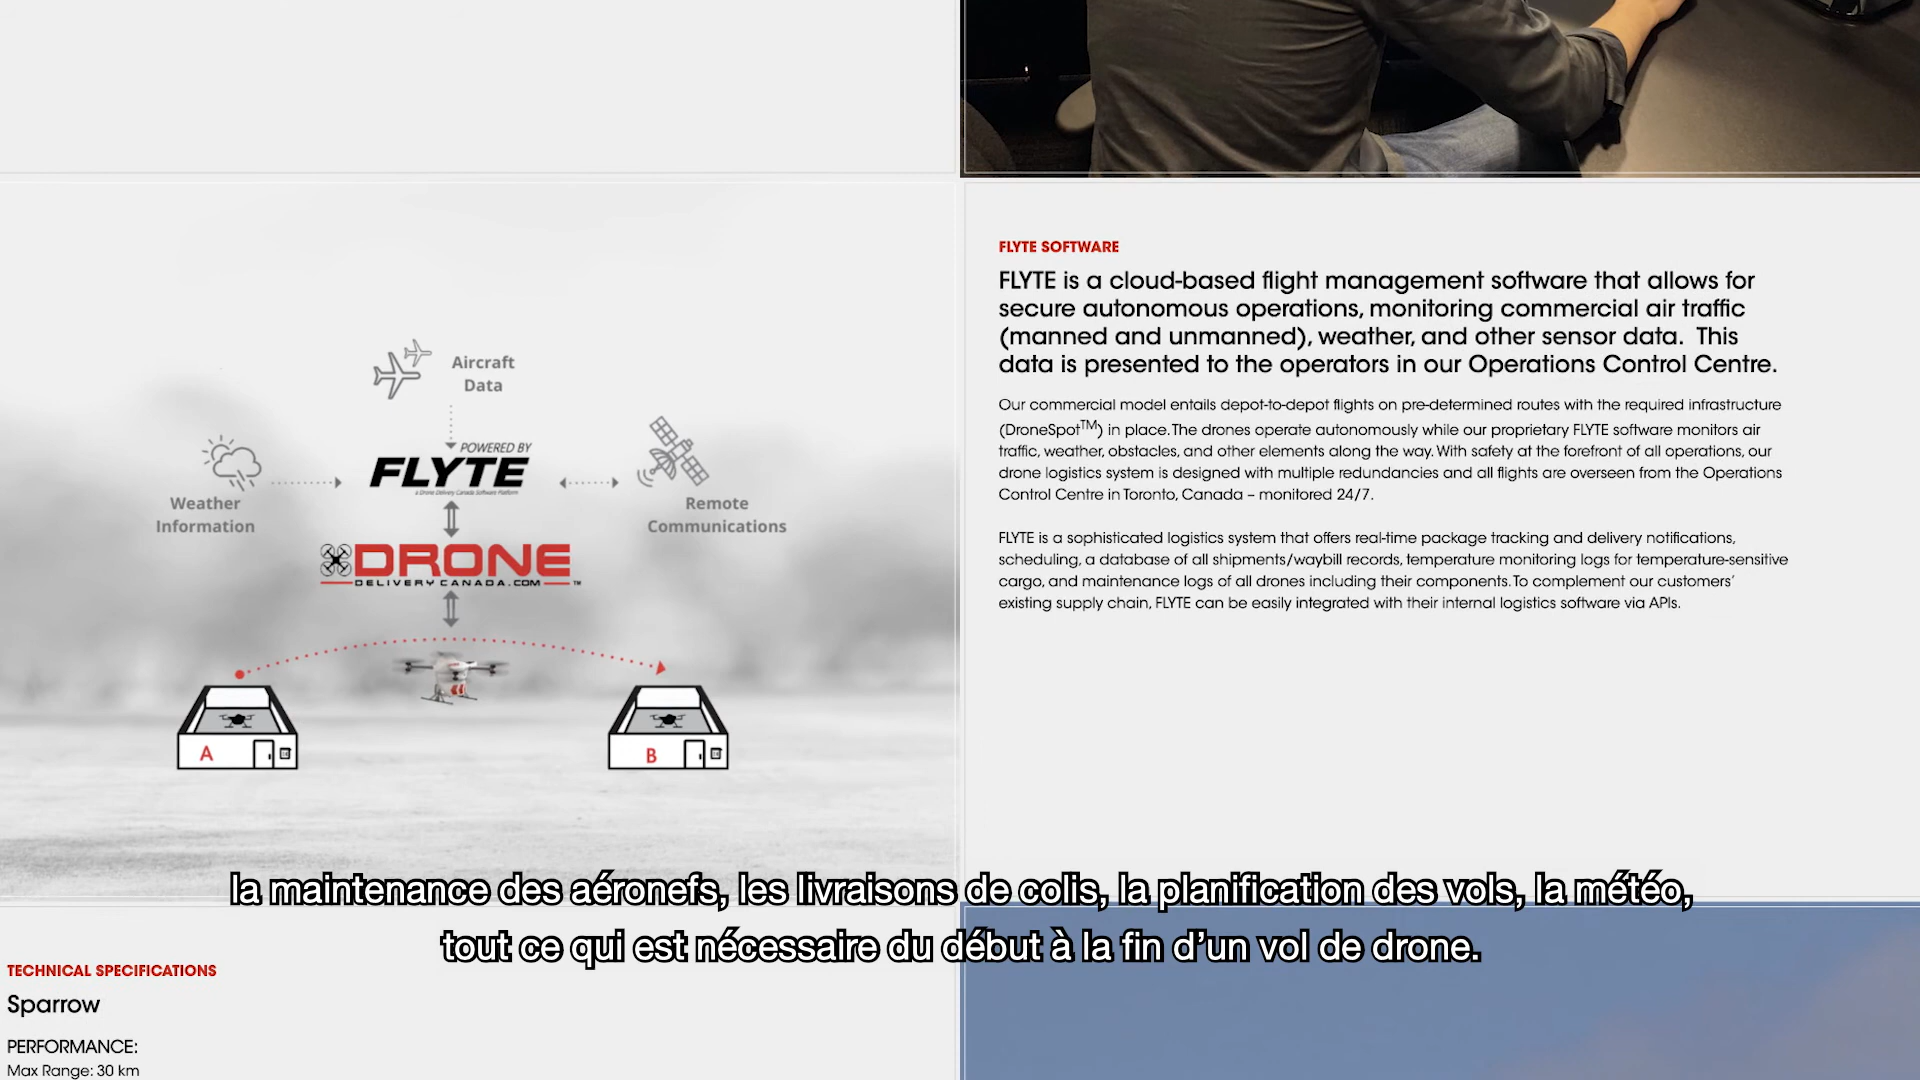 Aircraft
Data
POWERED BY
FLYTE
a Drone Delivery Canada Software Platform
Weather
Information
Remote
Communications
DRONE
DELIVERY CANADA.COM
TM
A
B
FLYTE SOFTWARE
FLYTE is a cloud-based flight management software that allows for
secure autonomous operations, monitoring commercial air traffic
(manned and unmanned), weather, and other sensor data. This
data is presented to the operators in our Operations Control Centre.
Our commercial model entails depot-to-depot flights on pre-determined routes with the required infrastructure
(DroneSpot™) in place. The drones operate autonomously while our proprietary FLYTE software monitors air
traffic, weather, obstacles, and other elements along the way. With safety at the forefront of all operations, our
drone logistics system is designed with multiple redundancies and all flights are overseen from the Operations
Control Centre in Toronto, Canada – monitored 24/7.
FLYTE is a sophisticated logistics system that offers real-time package tracking and delivery notifications,
scheduling, a database of all shipments/waybill records, temperature monitoring logs for temperature-sensitive
cargo, and maintenance logs of all drones including their components. To complement our customers'
existing supply chain, FLYTE can be easily integrated with their internal logistics software via APIs.
la maintenance des aéronefs, les livraisons de colis, la planification des vols, la météo,
tout ce qui est nécessaire du début à la fin d'un vol de drone.
TECHNICAL SPECIFICATIONS
Sparrow
PERFORMANCE:
Max Range: 30 km